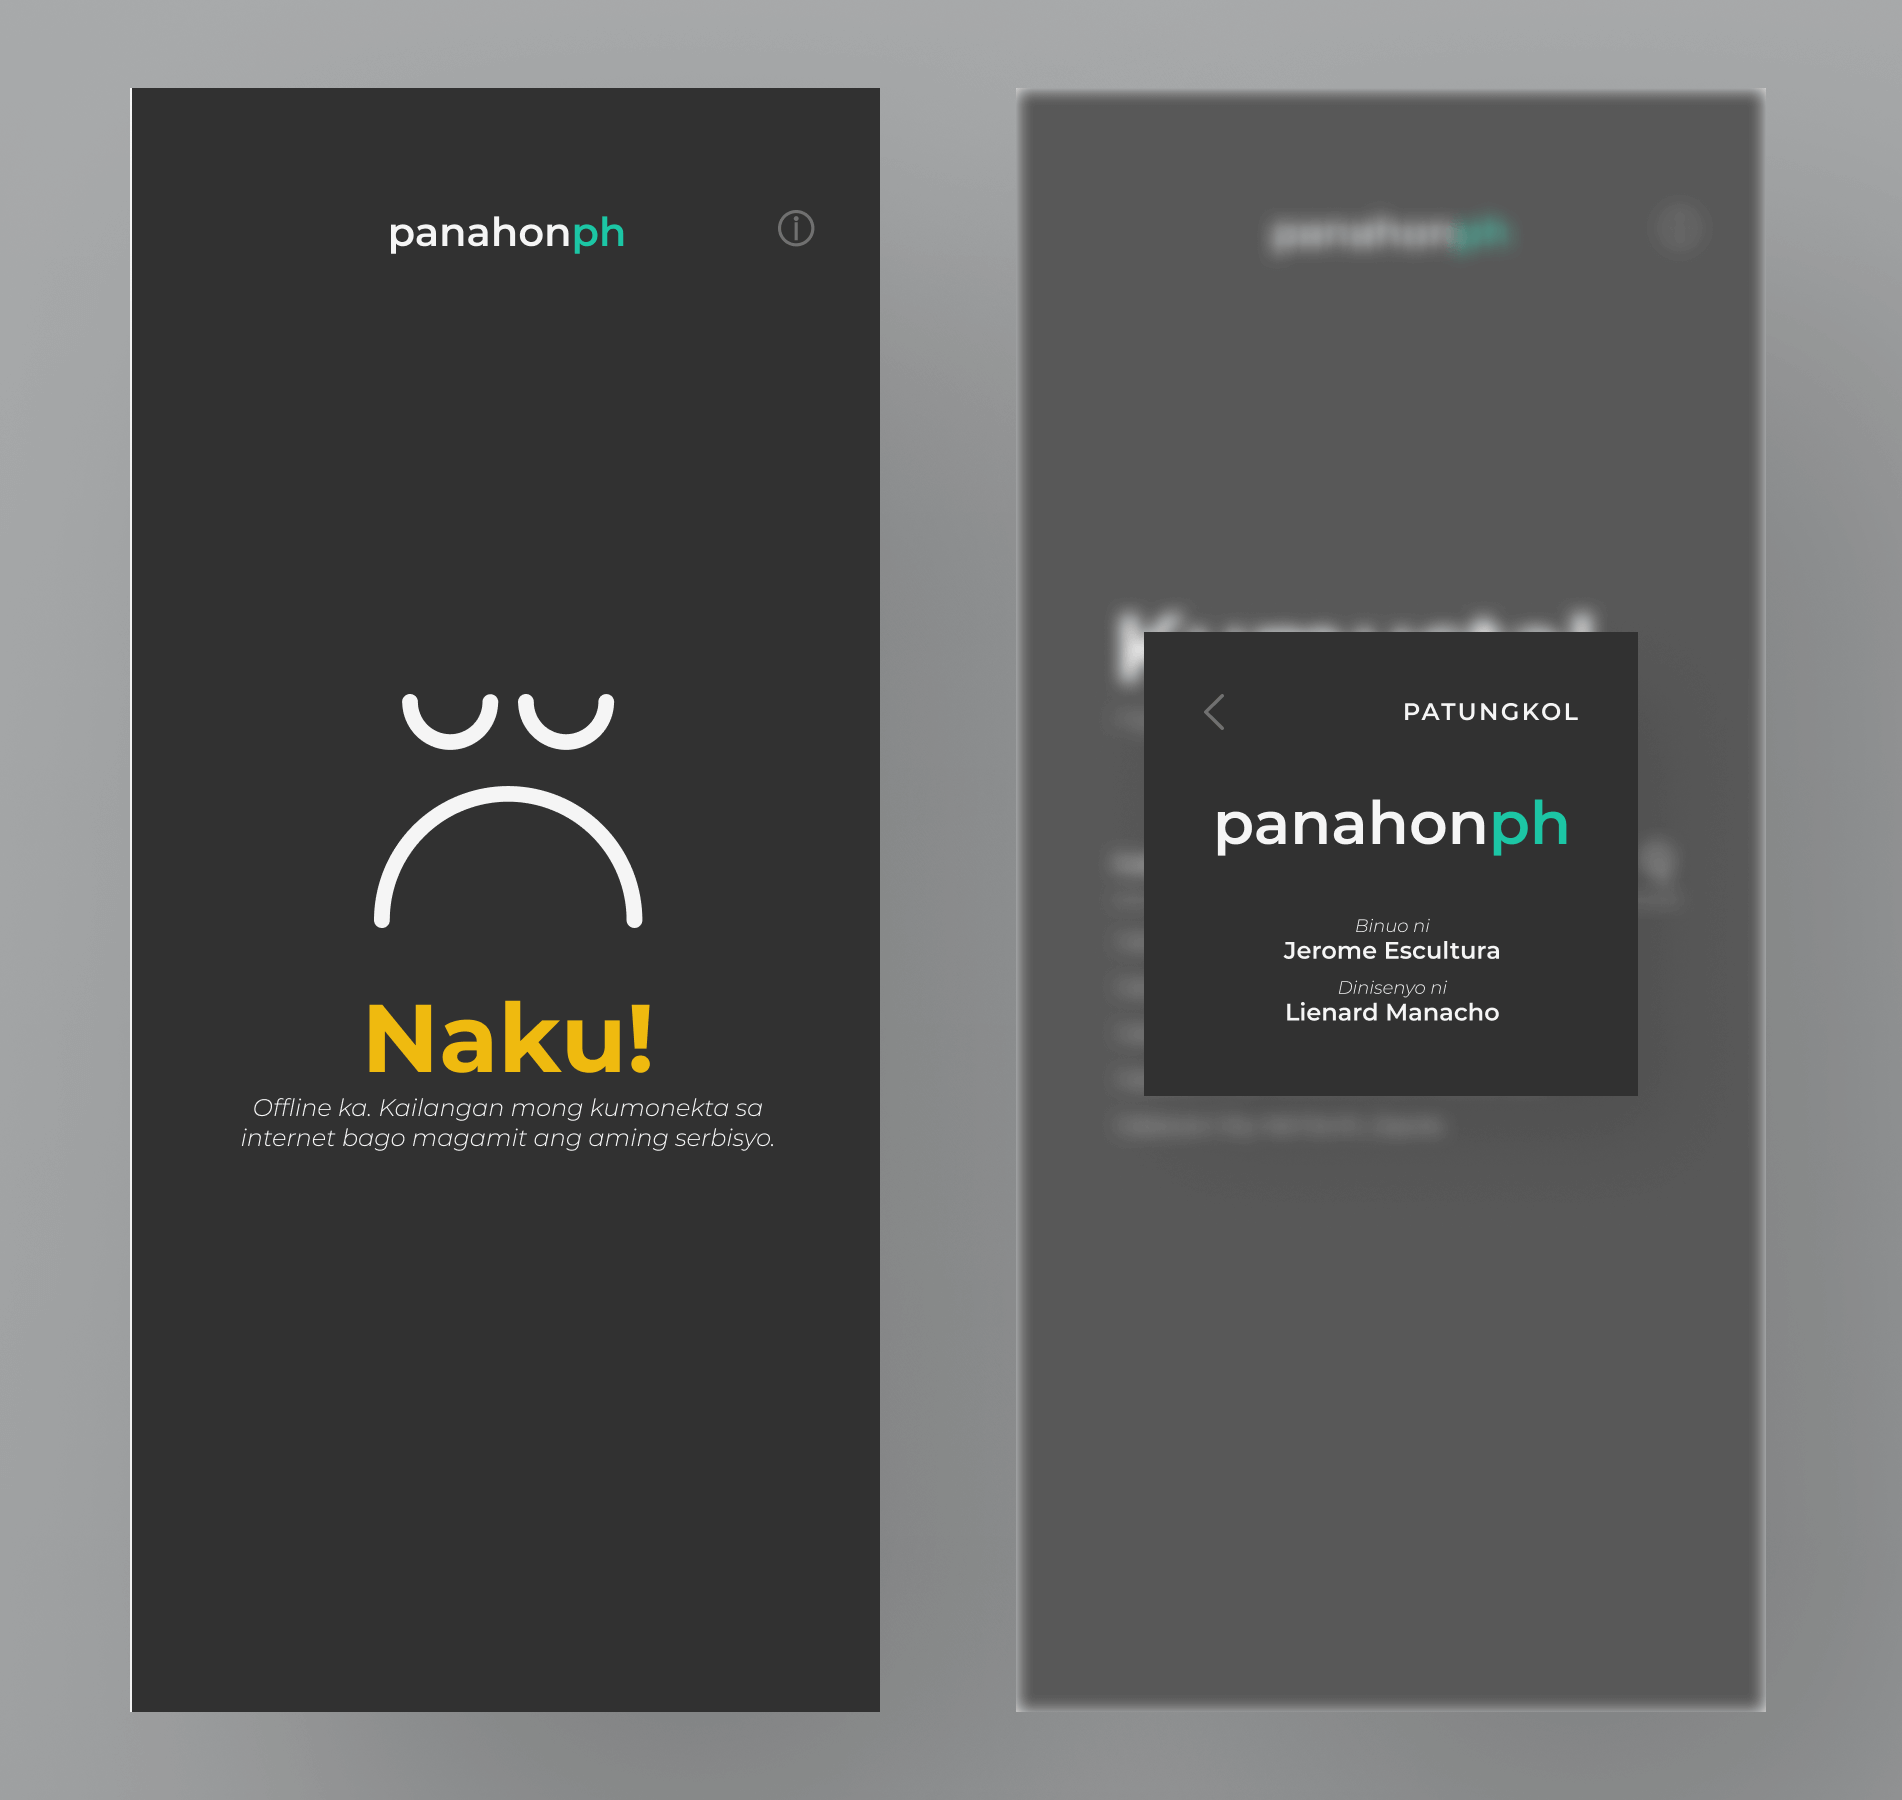 panahonph
Naku!
Offline ka. Kailangan mong kumonekta sa
internet bago magamit ang aming serbisyo.
panahonph
PATUNGKOL
panahonph
Binuo ni
Jerome Escultura
Dinisenyo ni
Lienard Manacho